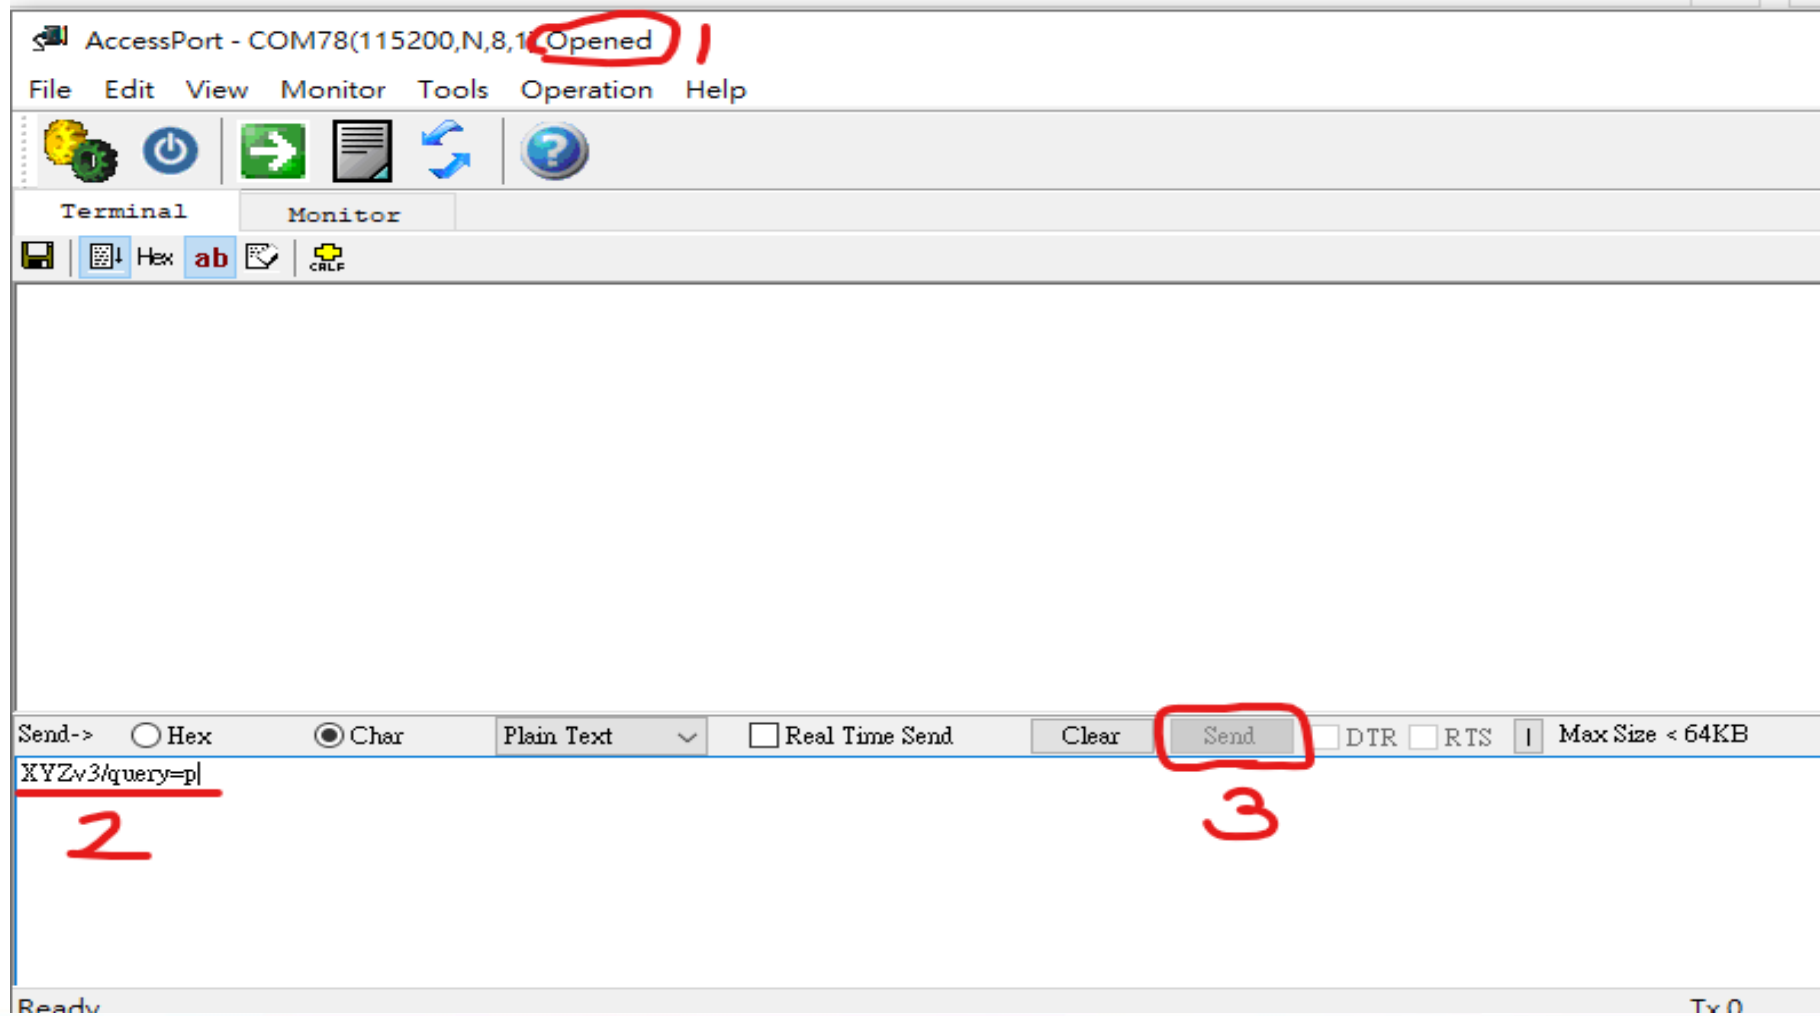 AccessPort - COM78(115200,N,8,1 Opened 1
File Edit View Monitor Tools Operation Help
Terminal Monitor
Hex ab CRLF
Send-> Hex Char Plain Text Real Time Send Clear Send DTR RTS Max Size < 64KB
XYZv3/query=p
2 3
Ready Tx 0